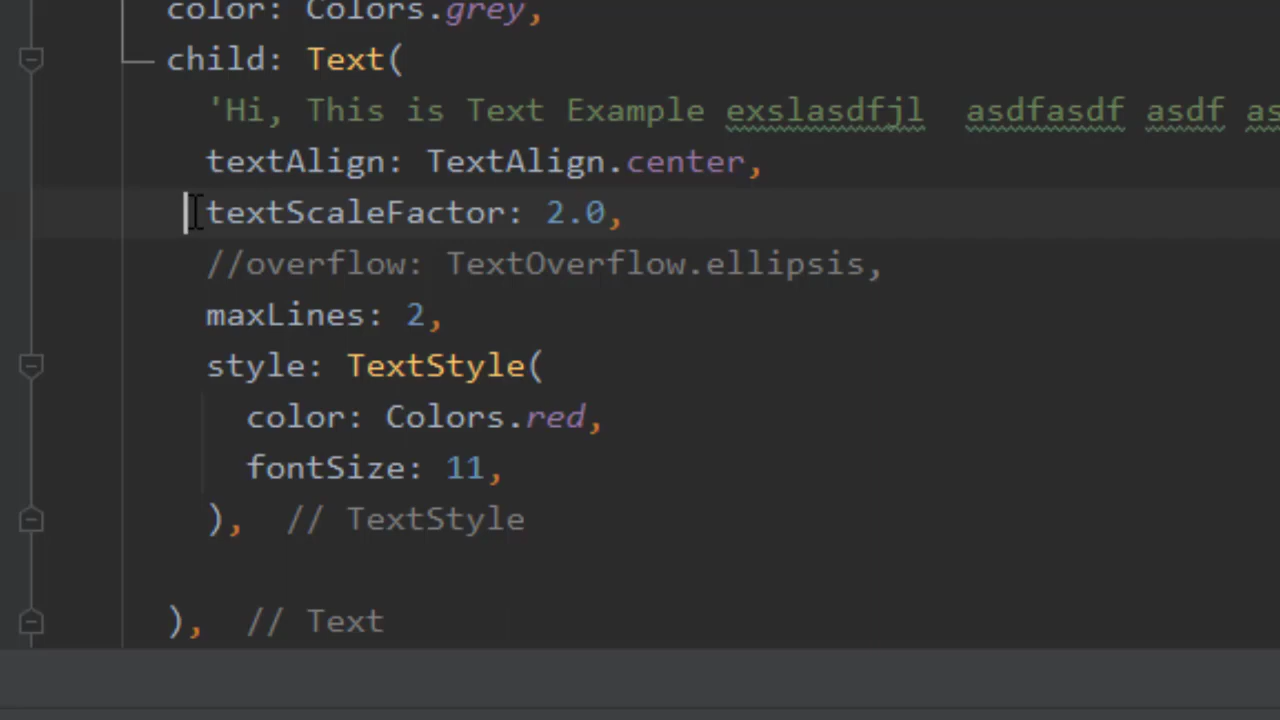 color: Colors.grey,
child: Text(
'Hi, This is Text Example exslasdfjl  asdfasdf asdf as
textAlign: TextAlign.center,
textScaleFactor: 2.0,
//overflow: TextOverflow.ellipsis,
maxLines: 2,
style: TextStyle(
color: Colors.red,
fontSize: 11,
),  // TextStyle
),  // Text